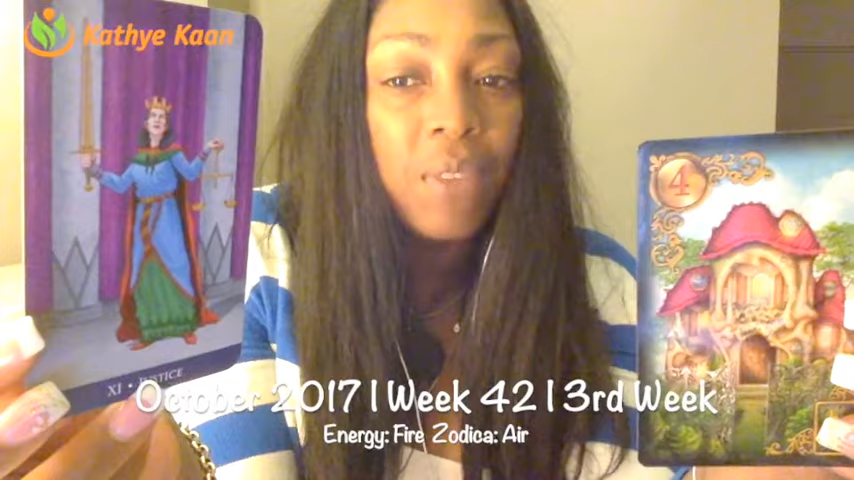 Kathye Kaan
4
XI • JUSTICE
October 2017 | Week 42 | 3rd Week
Energy: Fire Zodica: Air